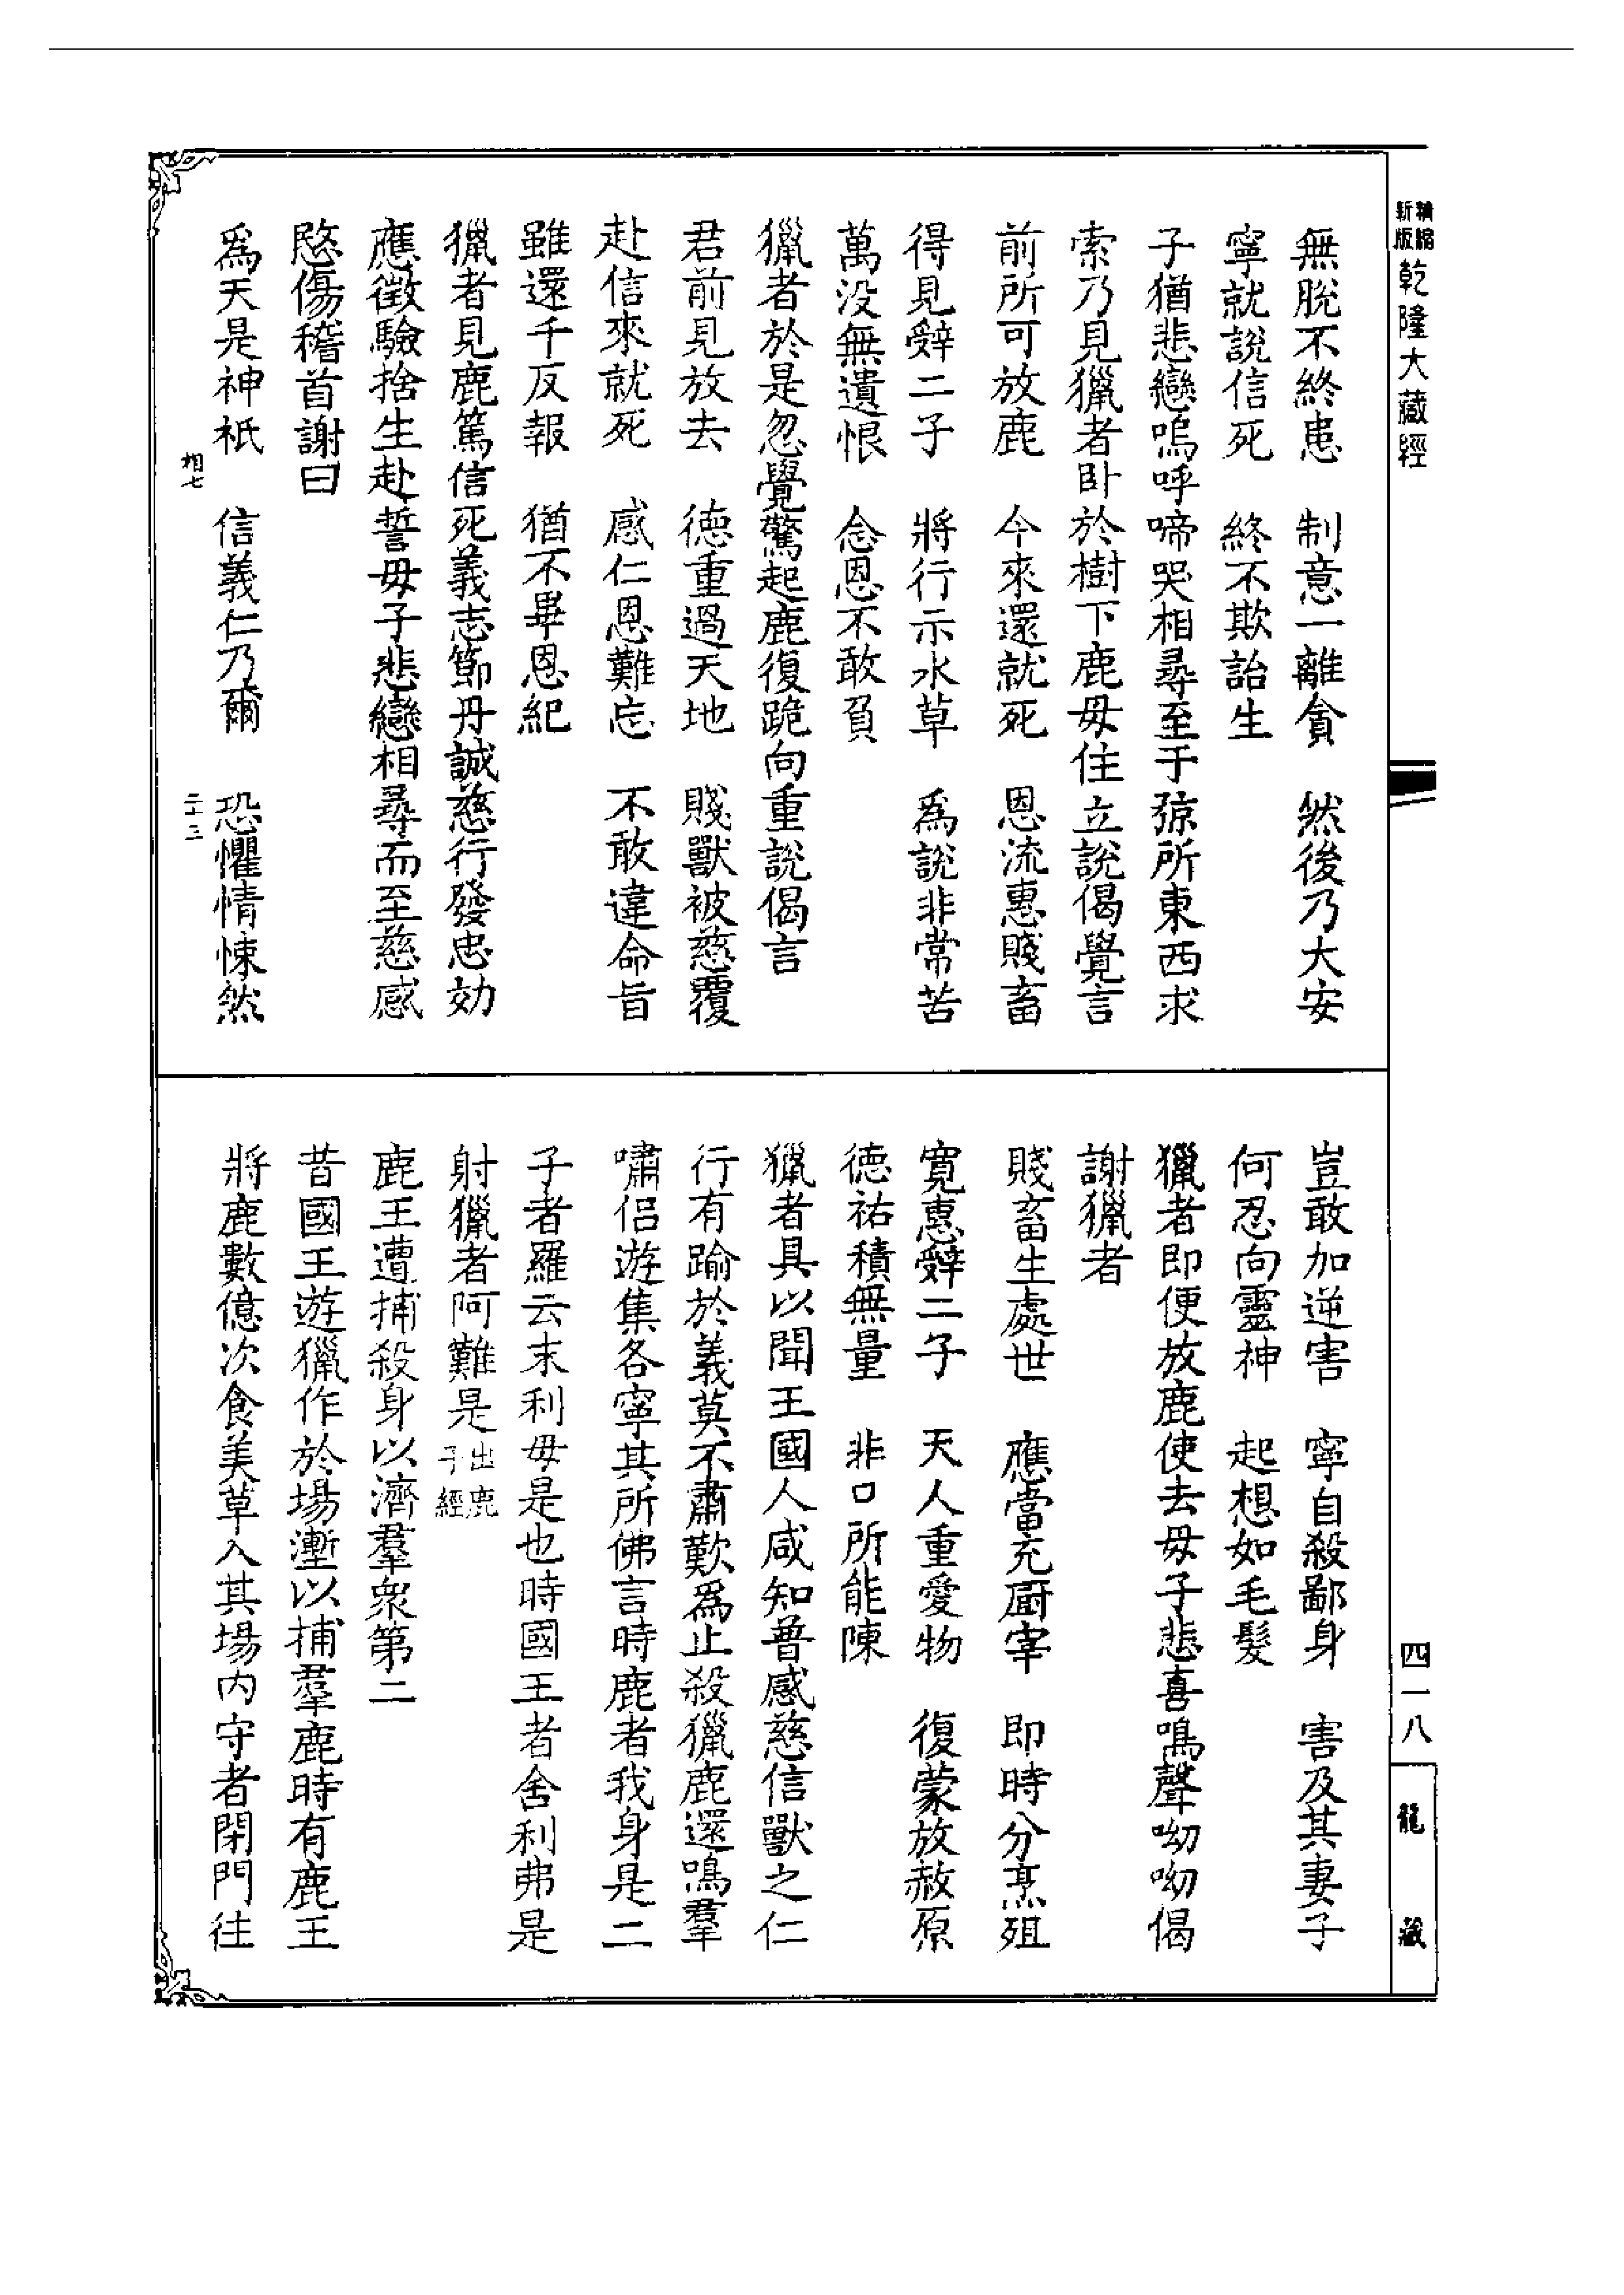 精縮新版乾隆大藏經
無脫不終患　制意一離貪　然後乃大安
寧就說信死　終不欺詒生
子猶悲戀嗚呼啼哭相尋至于弶所東西求
索乃見獵者臥於樹下鹿毋住立說偈覺言
前所可放鹿　今來還就死　恩流惠賤畜
得見辤二子　將行示水草　為說非常苦
萬没無遺恨　念恩不敢負
獵者於是忽覺驚起鹿復跪向重說偈言
君前見放去　德重過天地　賤獸被慈覆
赴信來就死　感仁恩難忘　不敢違命旨
雖還千反報　猶不畢恩紀
獵者見鹿篤信死義志節丹誠慈行發忠効
應徵驗捨生赴誓毋子悲戀相尋而至慈感
愍傷稽首謝曰
為天是神祇　信義仁乃爾　恐懼情悚然
相七　二十三
豈敢加逆害　寧自殺鄙身　害及其妻子
何忍向靈神　起想如毛髮
獵者即便放鹿使去毋子悲喜鳴聲呦呦偈
謝獵者
賤畜生處世　應當充廚宰　即時分烹殂
寬惠辤二子　天人重愛物　復蒙放赦原
德祐積無量　非口所能陳
獵者具以聞王國人咸知普感慈信獸之仁
行有踰於義莫不肅歎為止殺獵鹿還鳴羣
嘯侶遊集各寧其所佛言時鹿者我身是二
子者羅云末利毋是也時國王者舍利弗是
射獵者阿難是出鹿子經
鹿王遭捕殺身以濟羣衆第二
昔國王遊獵作於場壍以捕羣鹿時有鹿王
將鹿數億次食美草入其場內守者閉門往
四一八
龍藏